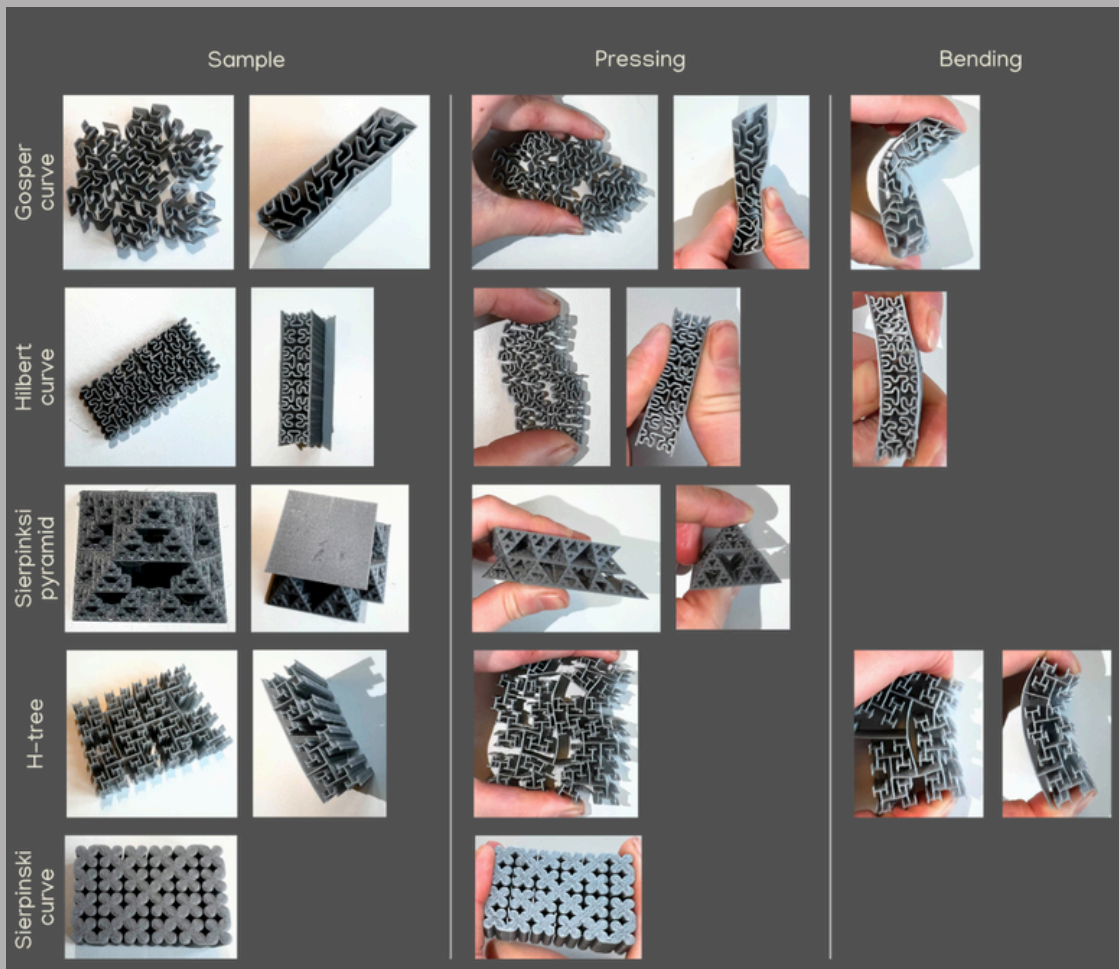 Sample
Pressing
Bending
Gosper
curve
Hilbert
curve
Sierpinksi
pyramid
H-tree
Sierpinski
curve